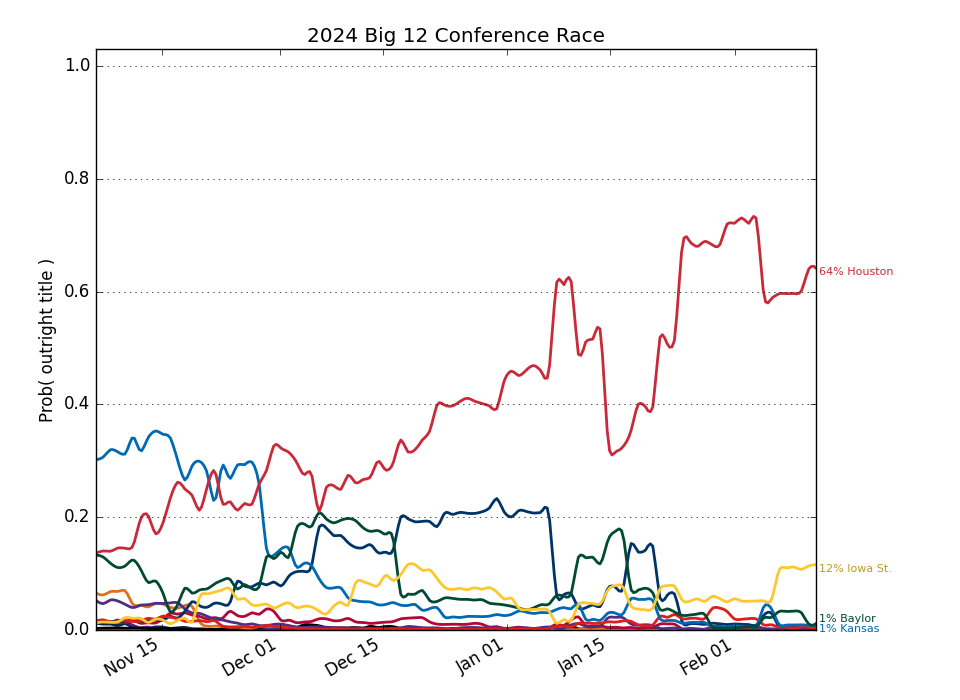 2024 Big 12 Conference Race
Prob( outright title )
1.0
0.8
0.6
0.4
0.2
0.0
Nov 15
Dec 01
Dec 15
Jan 01
Jan 15
Feb 01
64% Houston
12% Iowa St.
1% Baylor
1% Kansas